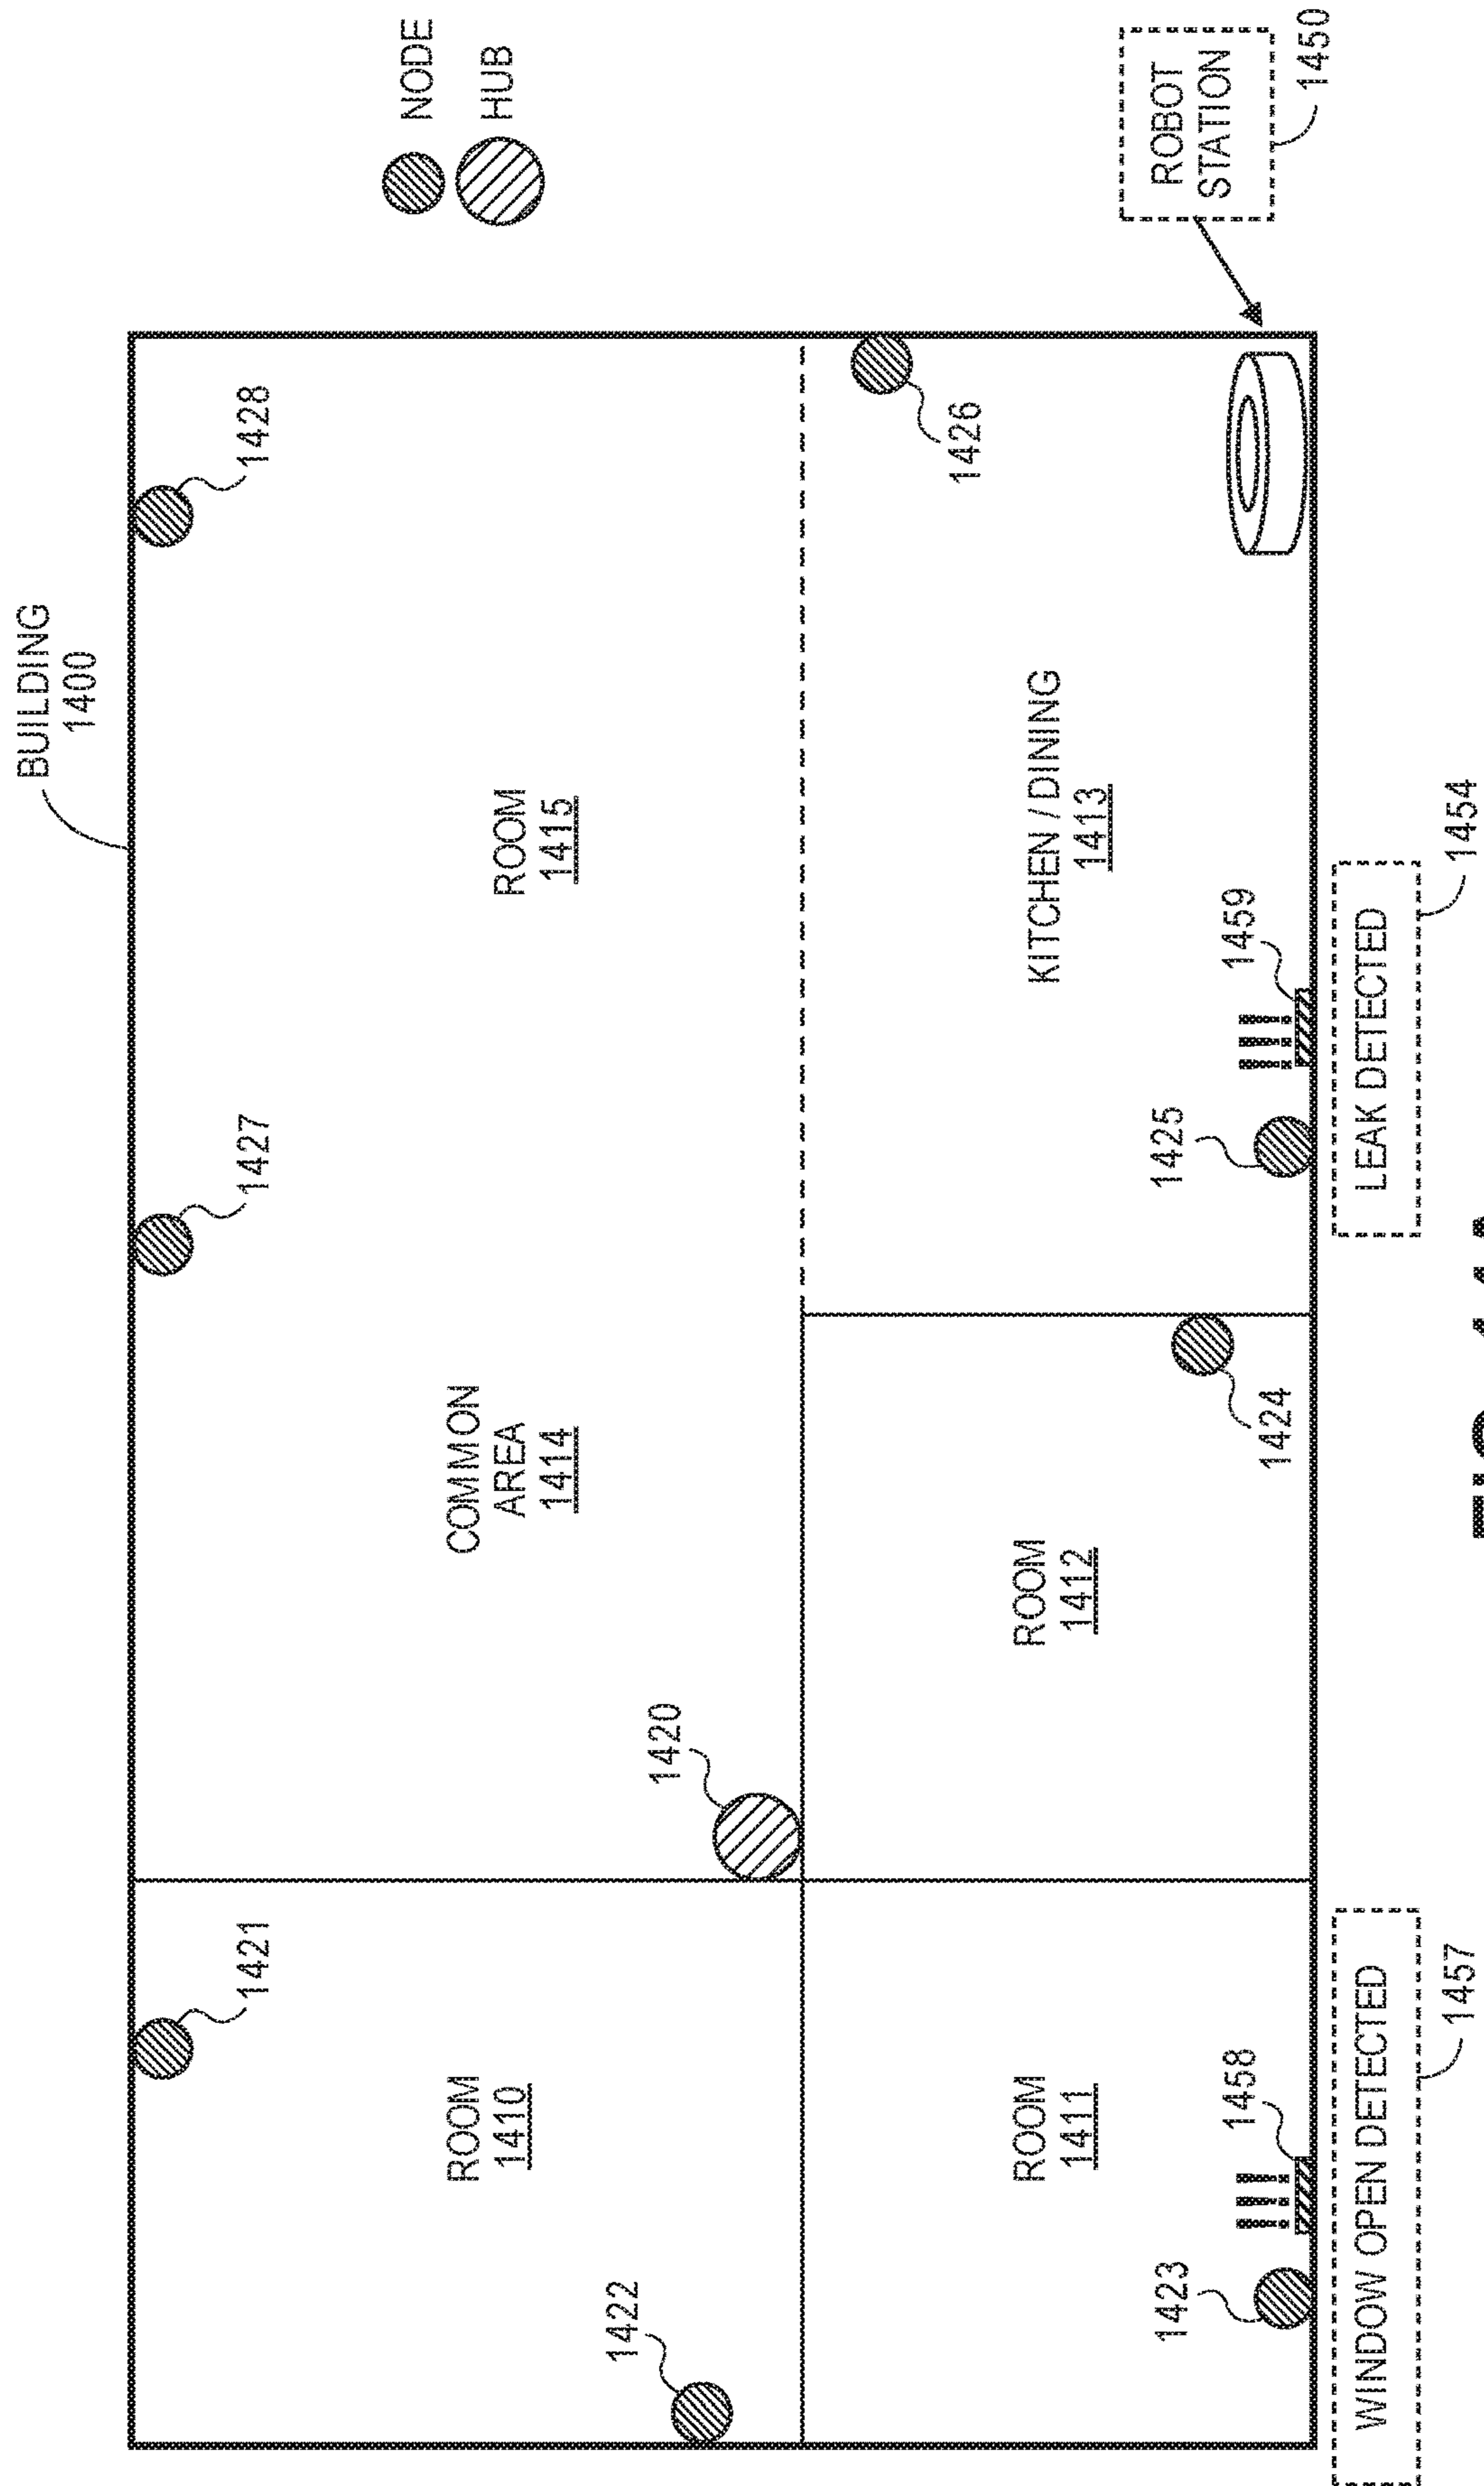 BUILDING
1400
1421
1427
1428
NODE
HUB
ROOM
1410
COMMON
AREA
1414
ROOM
1415
1422
1420
1426
ROOM
1411
ROOM
1412
KITCHEN / DINING
1413
1423
1458
1424
1425
1459
ROBOT
STATION
1450
WINDOW OPEN DETECTED
1457
LEAK DETECTED
1454